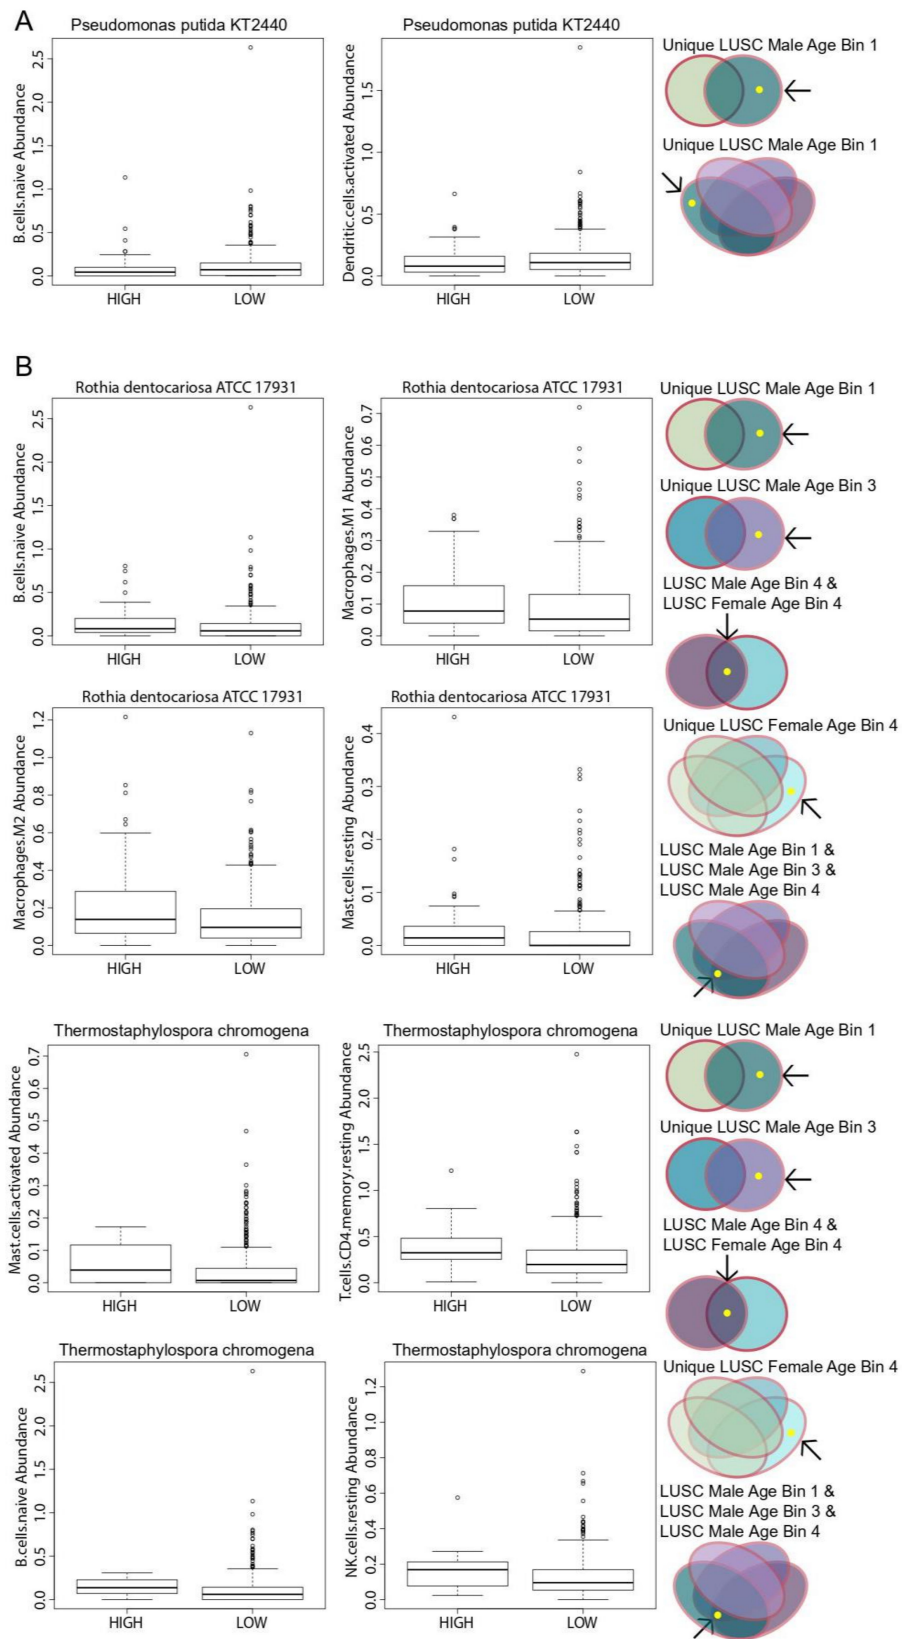 A
Pseudomonas putida KT2440
B.cells.naive Abundance
0.0 0.5 1.0 1.5 2.0 2.5
HIGH LOW
Pseudomonas putida KT2440
Dendritic.cells.activated Abundance
0.0 0.5 1.0 1.5
HIGH LOW
Unique LUSC Male Age Bin 1
Unique LUSC Male Age Bin 1
B
Rothia dentocariosa ATCC 17931
B.cells.naive Abundance
0.0 0.5 1.0 1.5 2.0 2.5
HIGH LOW
Rothia dentocariosa ATCC 17931
Macrophages.M1 Abundance
0.0 0.1 0.2 0.3 0.4 0.5 0.6 0.7
HIGH LOW
Rothia dentocariosa ATCC 17931
Macrophages.M2 Abundance
0.0 0.2 0.4 0.6 0.8 1.0 1.2
HIGH LOW
Rothia dentocariosa ATCC 17931
Mast.cells.resting Abundance
0.0 0.1 0.2 0.3 0.4
HIGH LOW
Unique LUSC Male Age Bin 1
Unique LUSC Male Age Bin 3
LUSC Male Age Bin 4 &
LUSC Female Age Bin 4
Unique LUSC Female Age Bin 4
LUSC Male Age Bin 1 &
LUSC Male Age Bin 3 &
LUSC Male Age Bin 4
Thermostaphylospora chromogena
Mast.cells.activated Abundance
0.0 0.1 0.2 0.3 0.4 0.5 0.6 0.7
HIGH LOW
Thermostaphylospora chromogena
T.cells.CD4.memory.resting Abundance
0.0 0.5 1.0 1.5 2.0 2.5
HIGH LOW
Thermostaphylospora chromogena
B.cells.naive Abundance
0.0 0.5 1.0 1.5 2.0 2.5
HIGH LOW
Thermostaphylospora chromogena
NK.cells.resting Abundance
0.0 0.2 0.4 0.6 0.8 1.0 1.2
HIGH LOW
Unique LUSC Male Age Bin 1
Unique LUSC Male Age Bin 3
LUSC Male Age Bin 4 &
LUSC Female Age Bin 4
Unique LUSC Female Age Bin 4
LUSC Male Age Bin 1 &
LUSC Male Age Bin 3 &
LUSC Male Age Bin 4